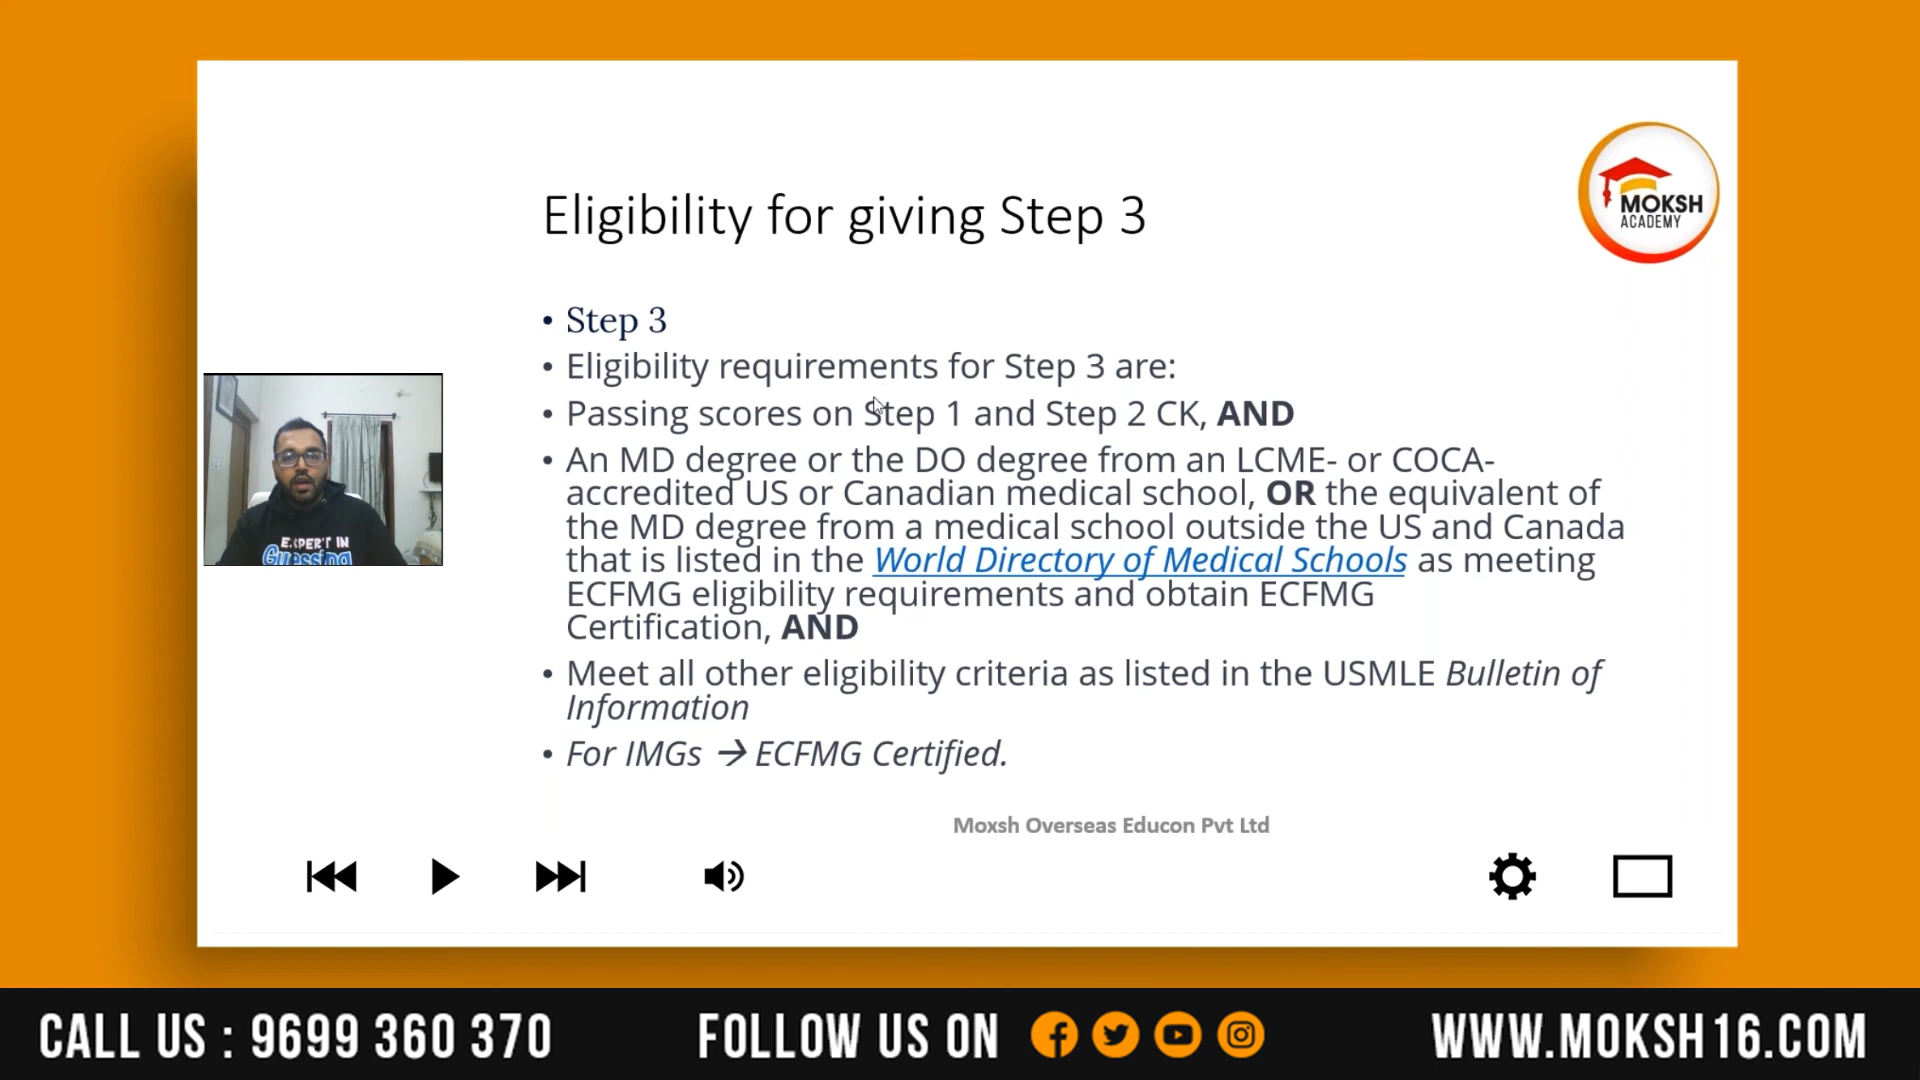 MOKSH
ACADEMY
Eligibility for giving Step 3
• Step 3
• Eligibility requirements for Step 3 are:
• Passing scores on Step 1 and Step 2 CK, AND
• An MD degree or the DO degree from an LCME- or COCA-
accredited US or Canadian medical school, OR the equivalent of
the MD degree from a medical school outside the US and Canada
that is listed in the World Directory of Medical Schools as meeting
ECFMG eligibility requirements and obtain ECFMG
Certification, AND
• Meet all other eligibility criteria as listed in the USMLE Bulletin of
Information
• For IMGs → ECFMG Certified.
EXPERT IN
Guessing
Moxsh Overseas Educon Pvt Ltd
CALL US : 9699 360 370
FOLLOW US ON
WWW.MOKSH16.COM